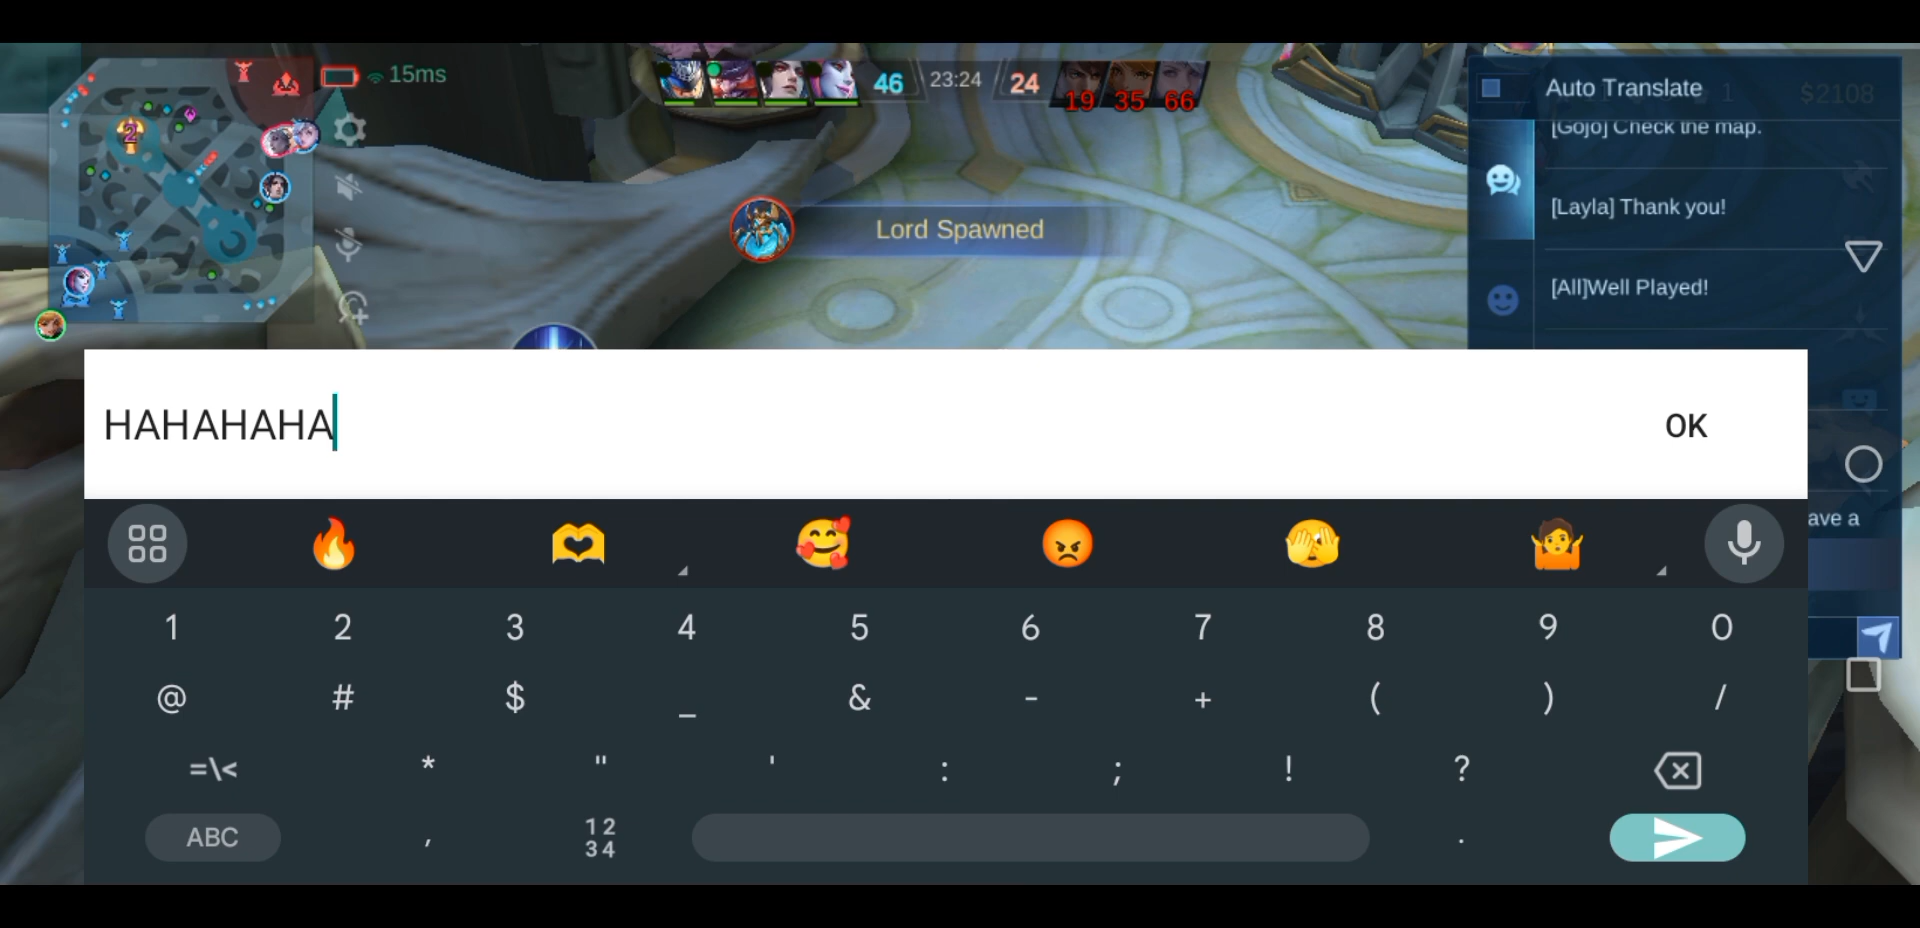 15ms
46 23:24 24
19 35 66
Auto Translate
$2108
[Gojo] Check the map.
[Layla] Thank you!
[All]Well Played!
Lord Spawned
2
HAHAHAHA
OK
ave a
1 2 3 4 5 6 7 8 9 0
@ # $ _ & - + ( ) /
=\< * " ' : ; ! ?
ABC , 12 .
34